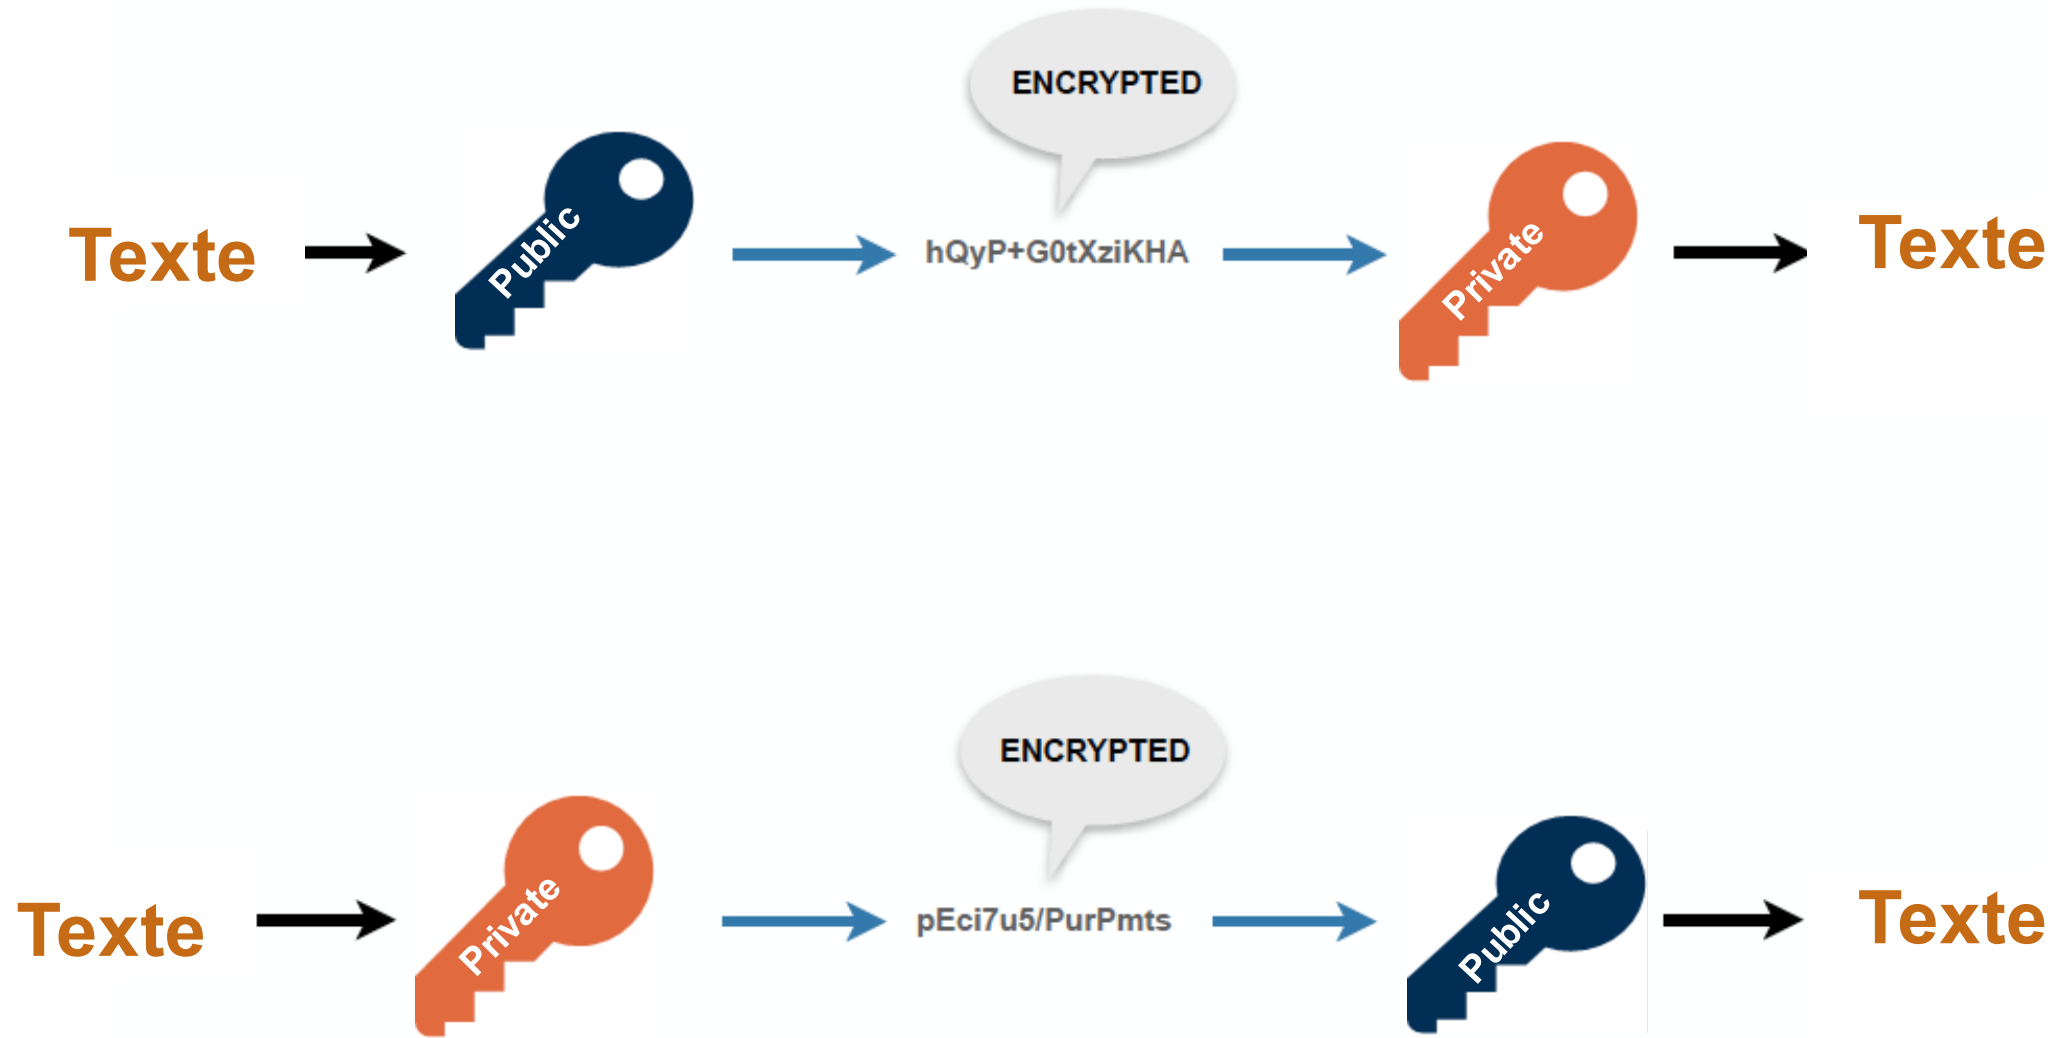 ENCRYPTED
Texte
Public
hQyP+G0tXziKHA
Private
Texte
ENCRYPTED
Texte
Private
pEci7u5/PurPmts
Public
Texte